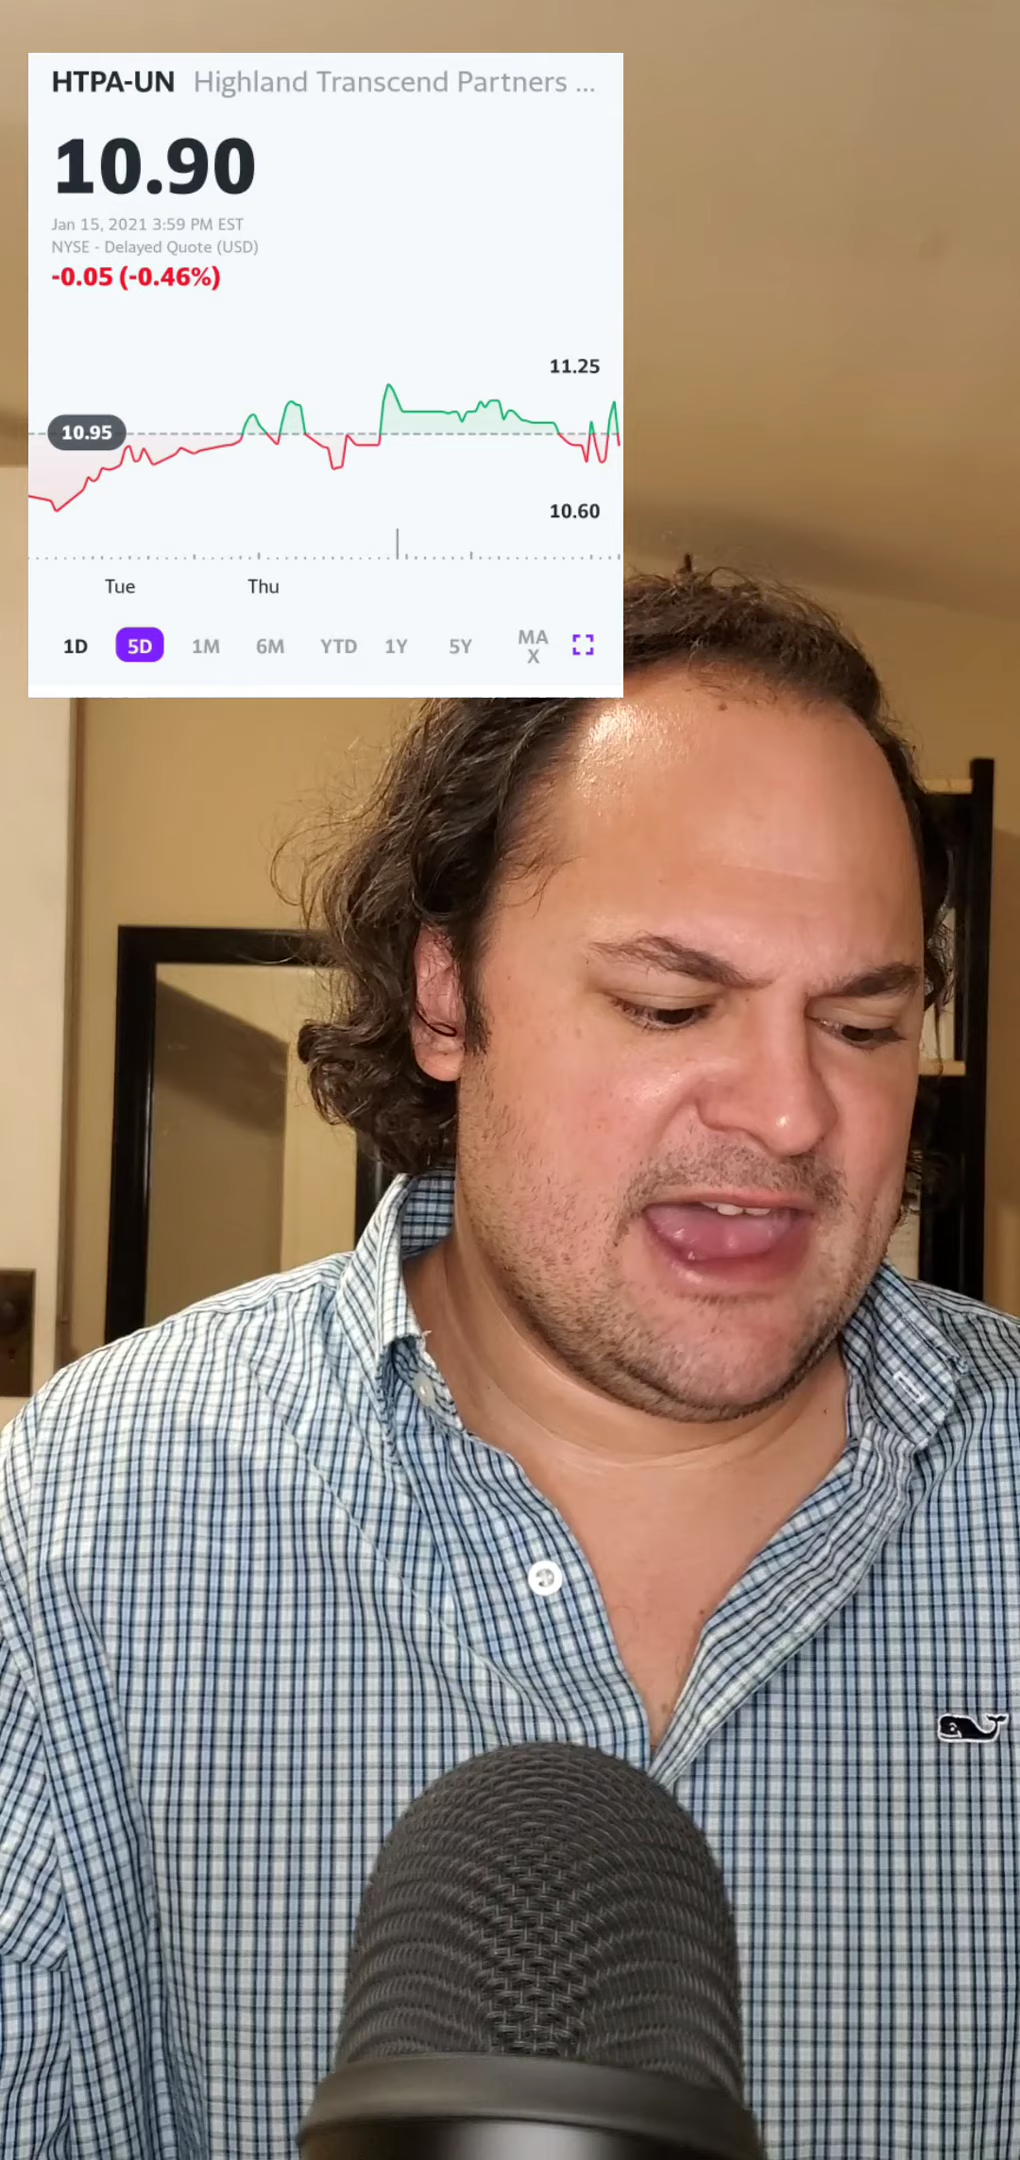 HTPA-UN Highland Transcend Partners ...
10.90
Jan 15, 2021 3:59 PM EST
NYSE - Delayed Quote (USD)
-0.05 (-0.46%)
11.25
10.95
10.60
Tue Thu
1D 5D 1M 6M YTD 1Y 5Y MA
X